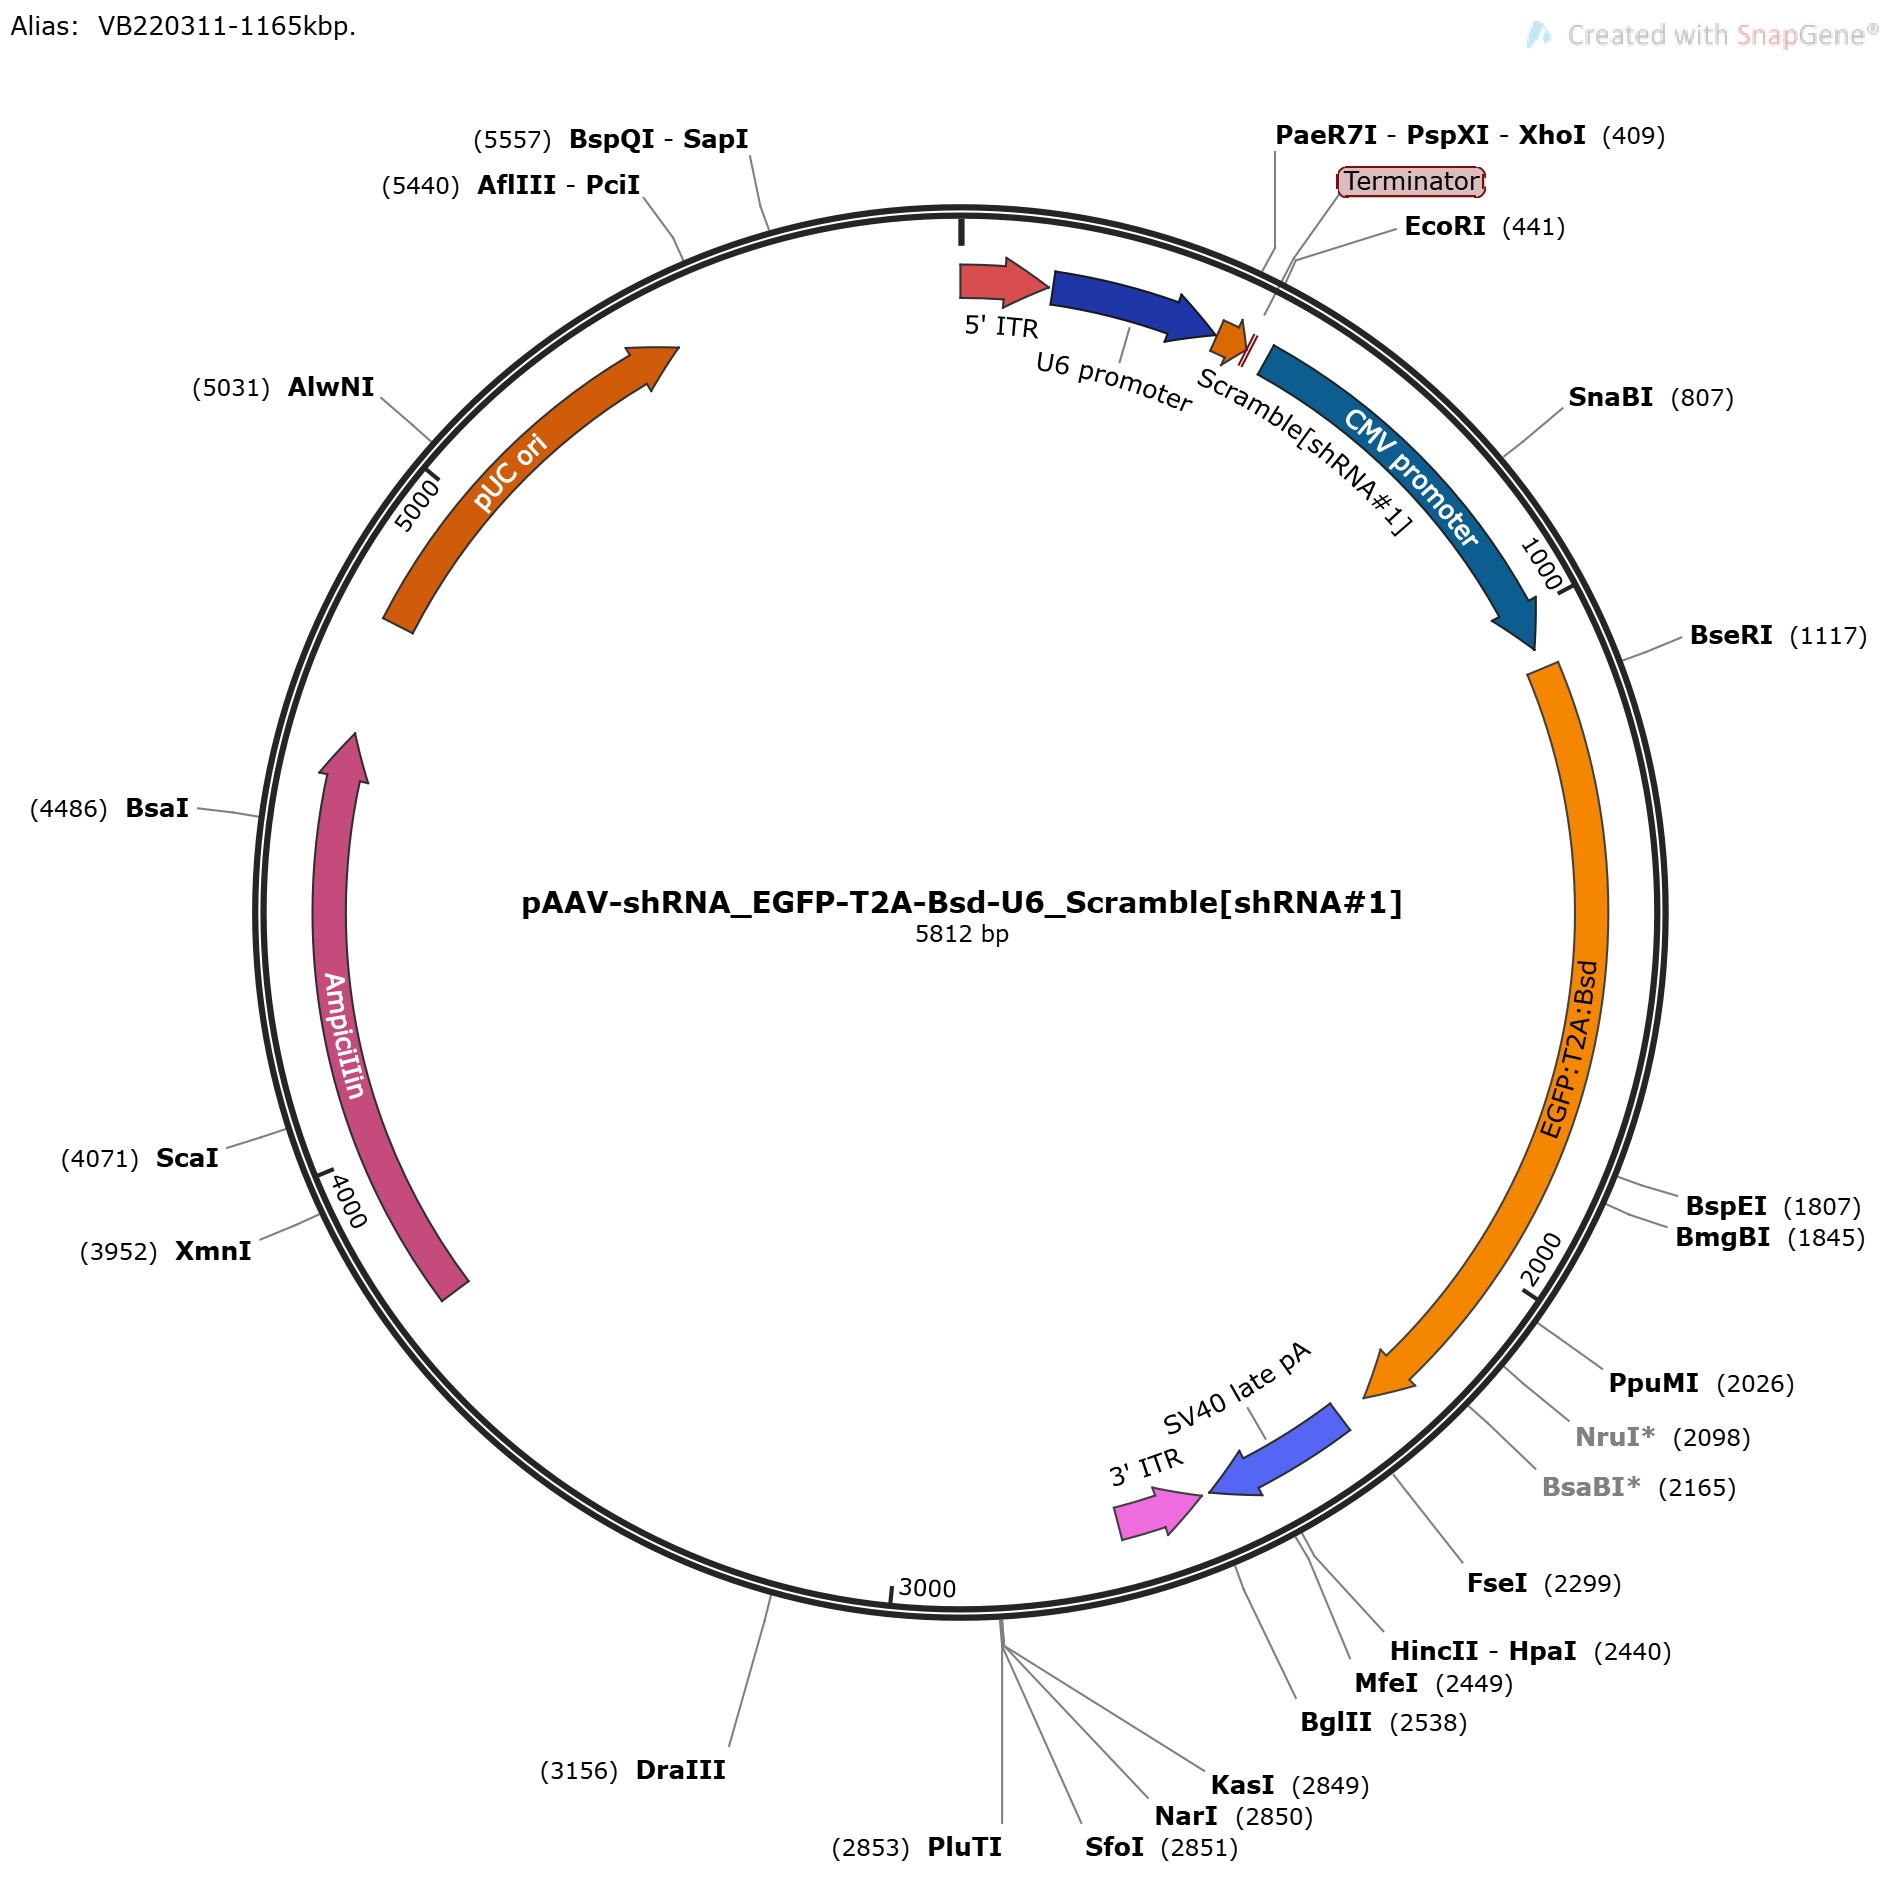 Alias:  VB220311-1165kbp.
Created with SnapGene®
(5557) BspQI - SapI
PaeR7I - PspXI - XhoI (409)
(5440) AflIII - PciI
Terminator
EcoRI (441)
5' ITR
U6 promoter
Scramble[shRNA#1]
(5031) AlwNI
SnaBI (807)
CMV promoter
pUC ori
5000
1000
BseRI (1117)
(4486) BsaI
pAAV-shRNA_EGFP-T2A-Bsd-U6_Scramble[shRNA#1]
5812 bp
AmpiciIIin
EGFP:T2A:Bsd
(4071) ScaI
4000
(3952) XmnI
BspEI (1807)
BmgBI (1845)
2000
PpuMI (2026)
SV40 late pA
NruI* (2098)
3' ITR
BsaBI* (2165)
3000
FseI (2299)
HincII - HpaI (2440)
MfeI (2449)
BglII (2538)
(3156) DraIII
KasI (2849)
NarI (2850)
(2853) PluTI
SfoI (2851)